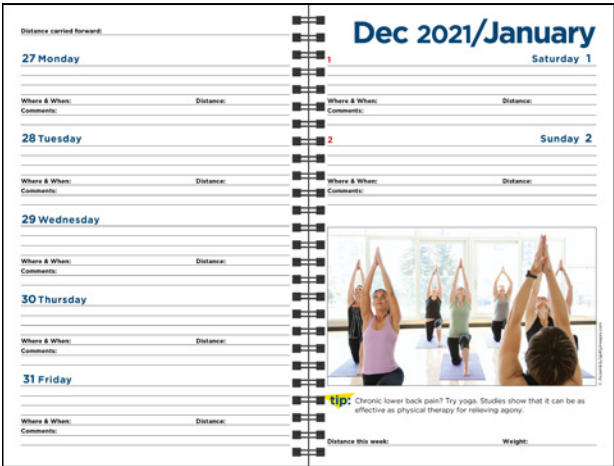 Distance carried forward:
27 Monday
Where & When: Distance:
Comments:
28 Tuesday
Where & When: Distance:
Comments:
29 Wednesday
Where & When: Distance:
Comments:
30 Thursday
Where & When: Distance:
Comments:
31 Friday
Where & When: Distance:
Comments:
Dec 2021/January
1 Saturday 1
Where & When: Distance:
Comments:
2 Sunday 2
Where & When: Distance:
Comments:
tip: Chronic lower back pain? Try yoga. Studies show that it can be as
effective as physical therapy for relieving agony.
Distance this week: Weight: